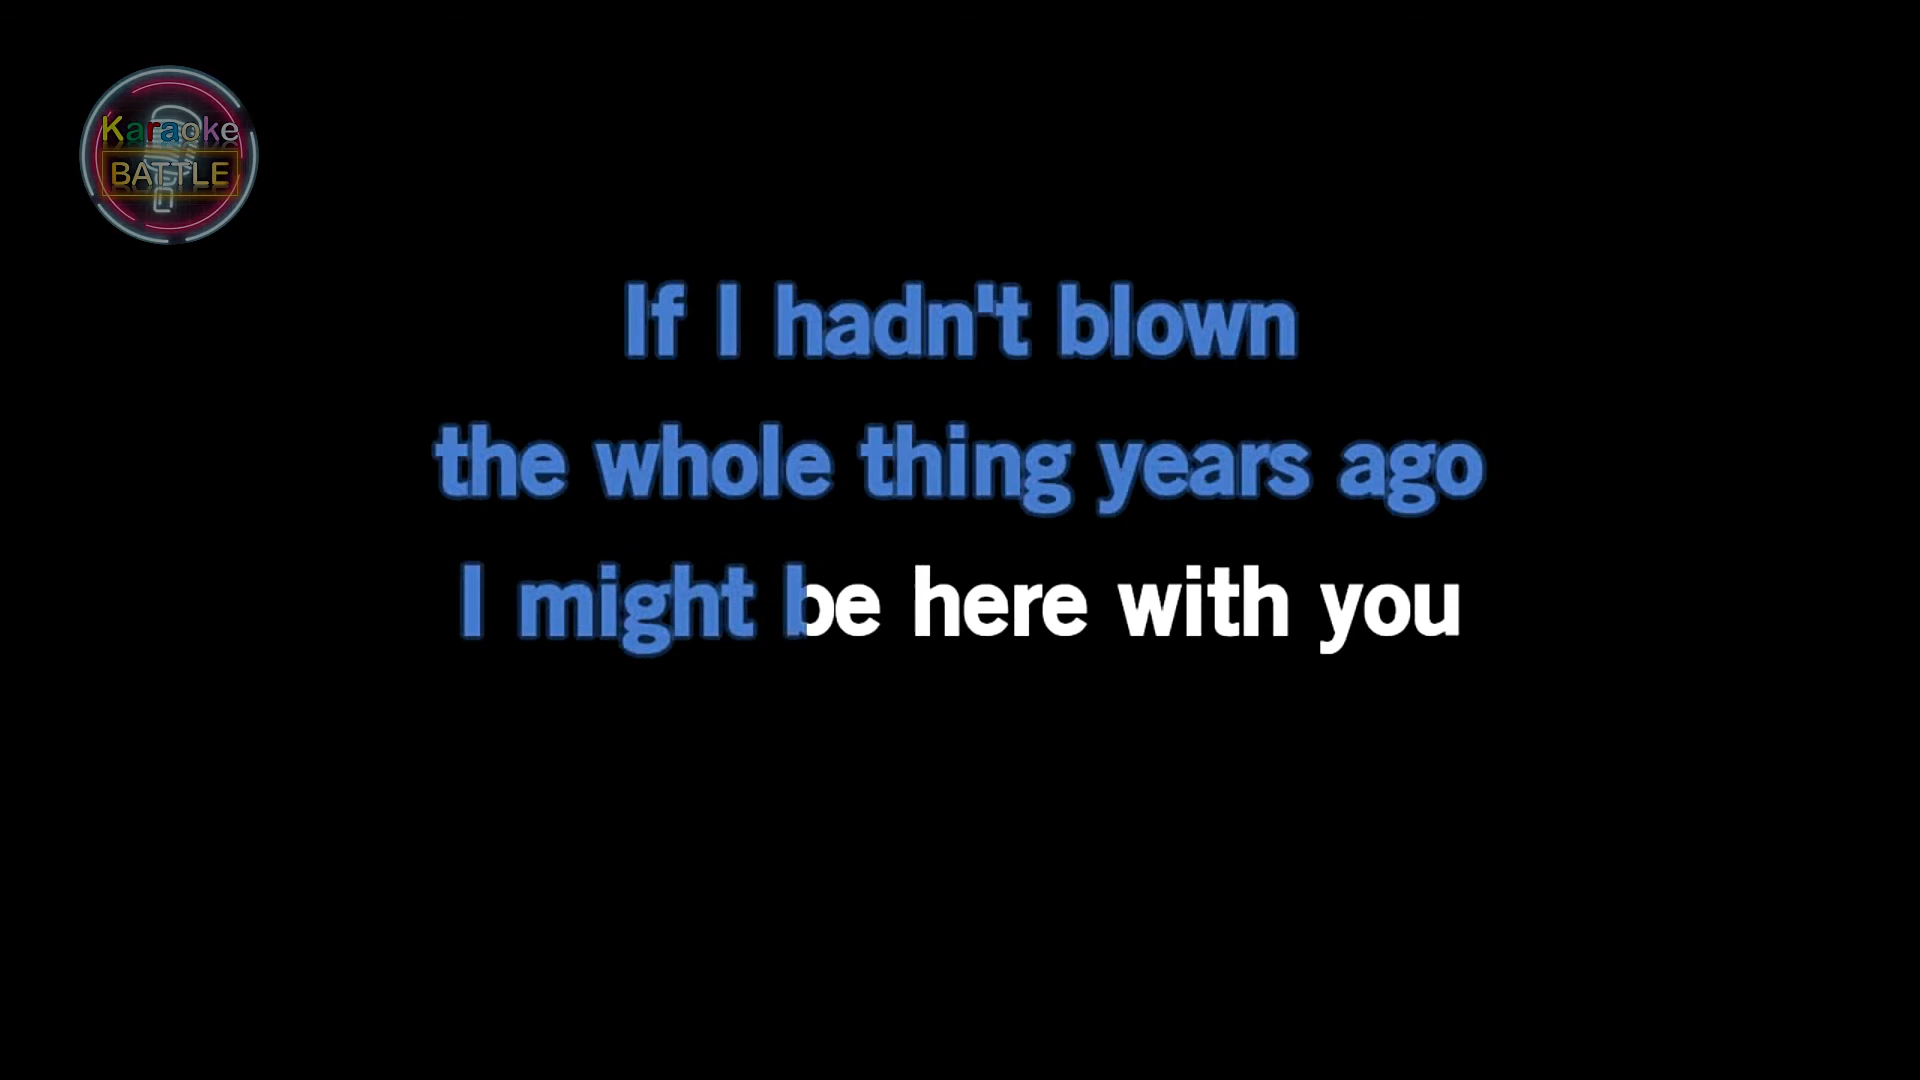 Karaoke
BATTLE
If I hadn't blown
the whole thing years ago
I might be here with you